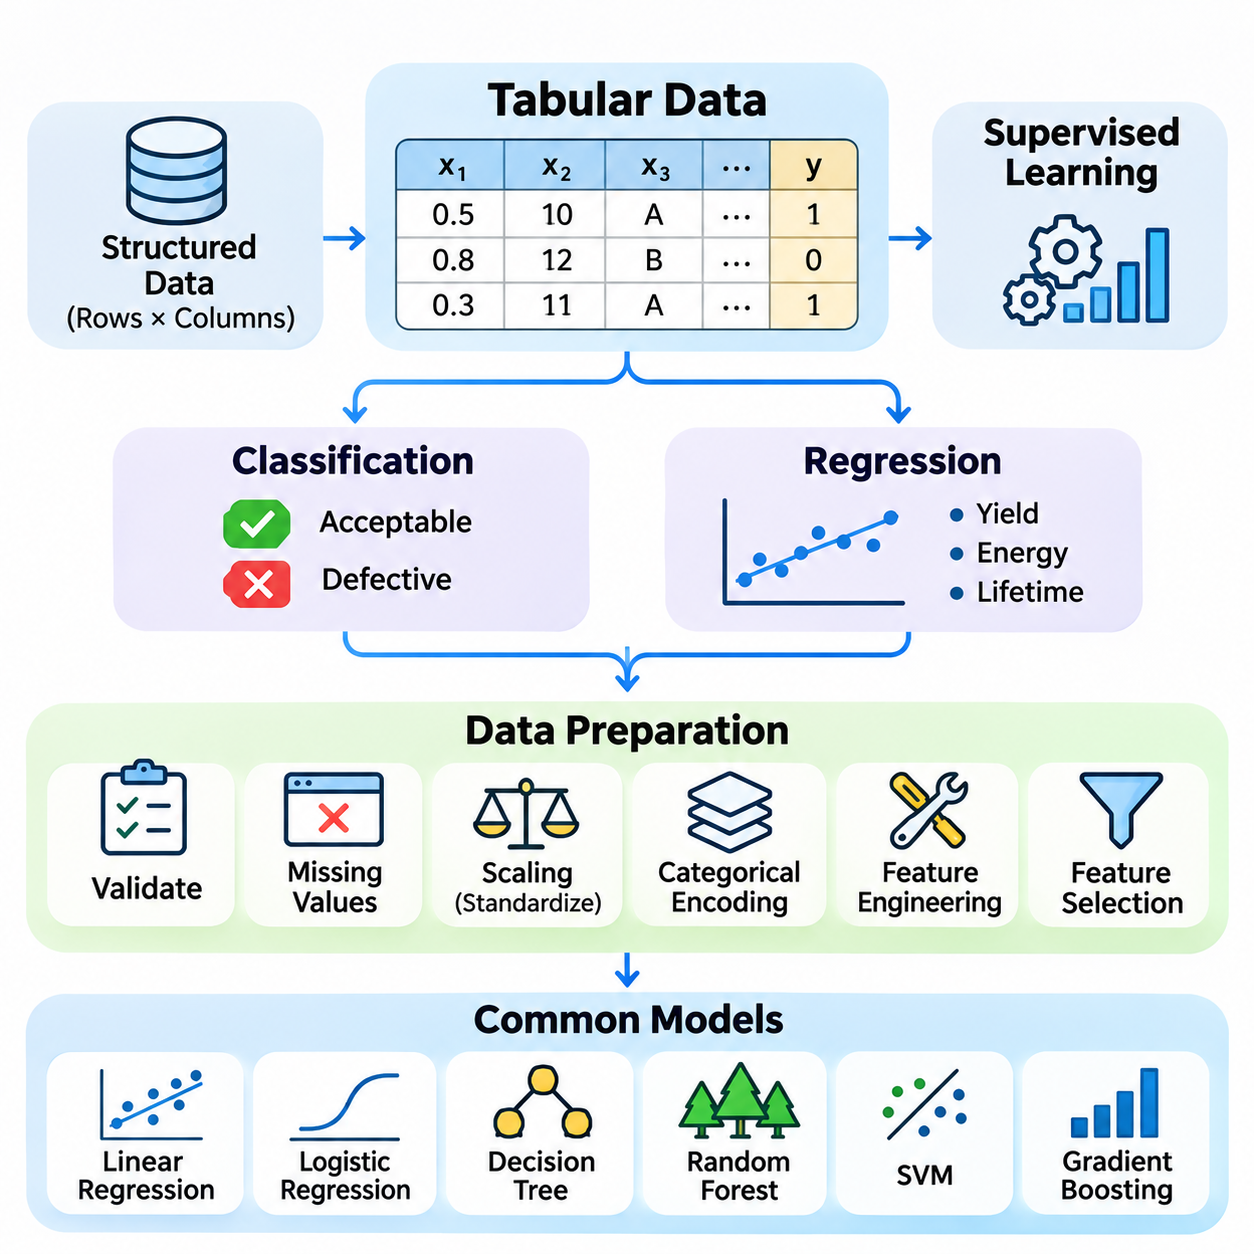 Tabular Data
Structured
Data
(Rows × Columns)
x₁ x₂ x₃ ... y
0.5 10 A ... 1
0.8 12 B ... 0
0.3 11 A ... 1
Supervised
Learning
Classification
Acceptable
Defective
Regression
Yield
Energy
Lifetime
Data Preparation
Validate
Missing
Values
Scaling
(Standardize)
Categorical
Encoding
Feature
Engineering
Feature
Selection
Common Models
Linear
Regression
Logistic
Regression
Decision
Tree
Random
Forest
SVM
Gradient
Boosting